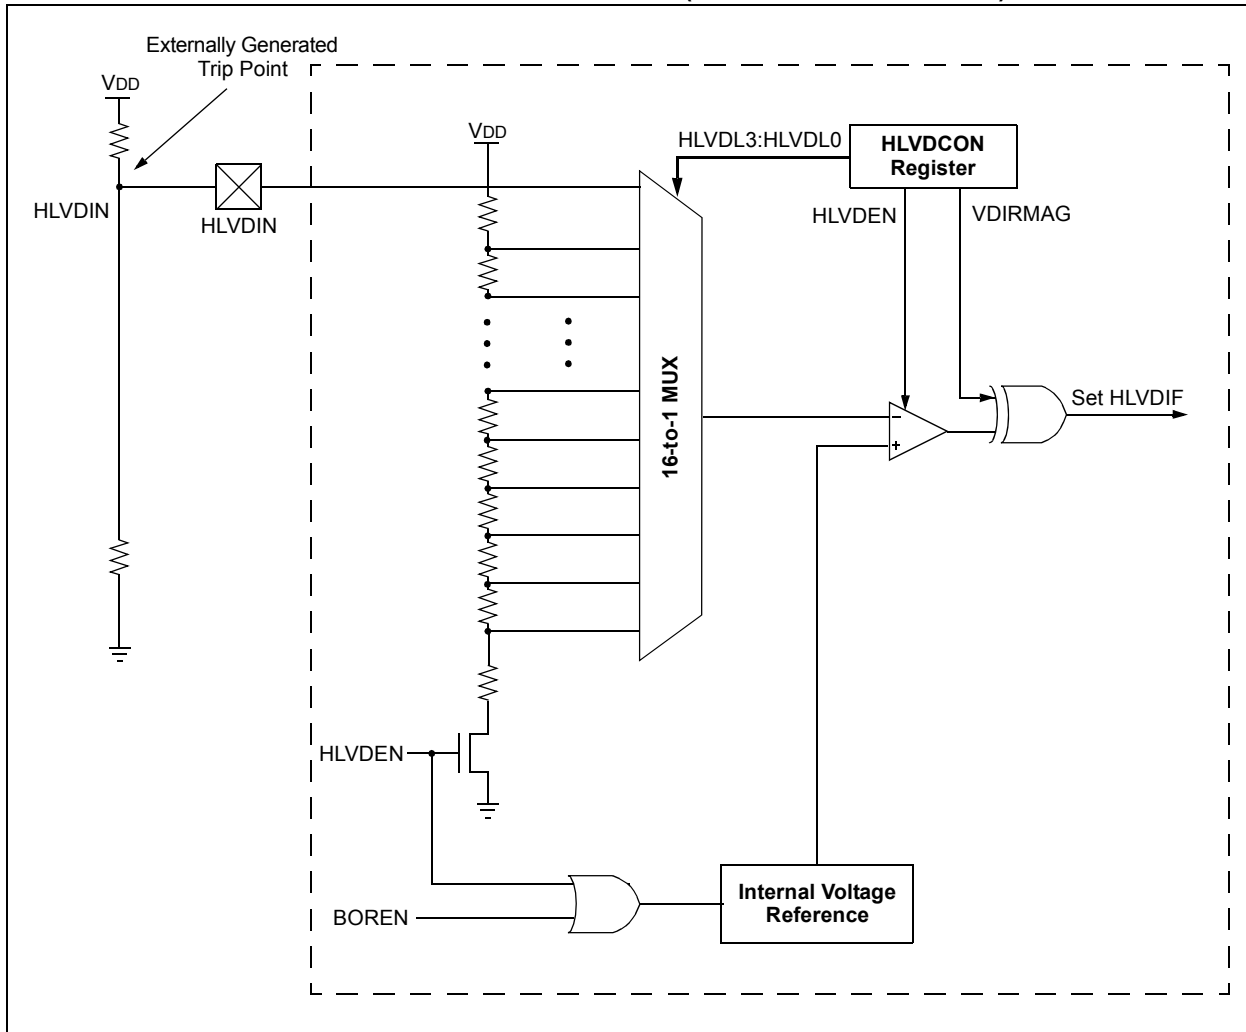 Externally Generated
Trip Point
VDD
VDD
HLVDL3:HLVDL0
HLVDCON
Register
HLVDIN
HLVDIN
HLVDEN
VDIRMAG
16-to-1 MUX
Set HLVDIF
–
+
HLVDEN
BOREN
Internal Voltage
Reference